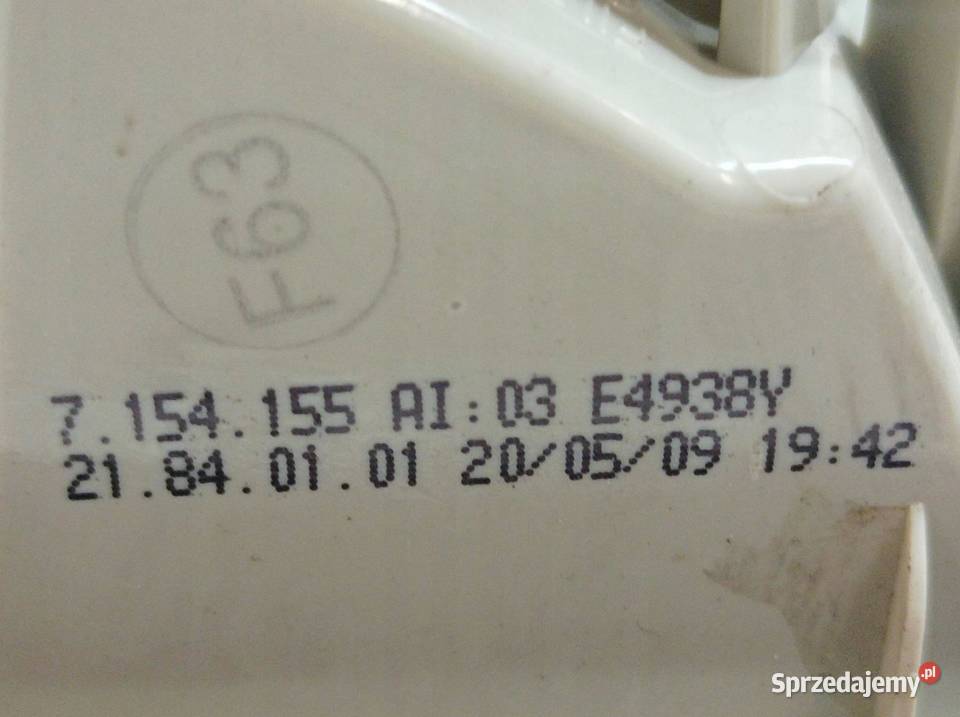 F63
7.154.155 AI:03 E4938Y
21.84.01.01 20/05/09 19:42
Sprzedajemy.pl